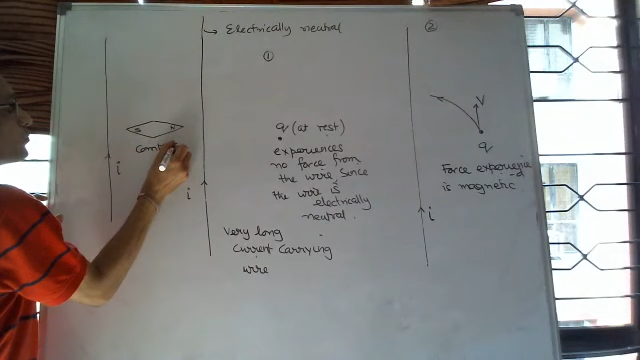 Electrically neutral
①
②
S N
i
i
q (at rest)
experiences
no force from
the wire since
the wire is
electrically
neutral.
Very long
Current Carrying
wire
V
q
Force experience
-d
is magnetic
i